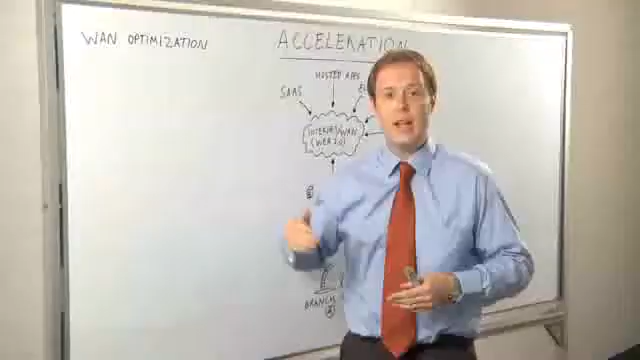 WAN OPTIMIZATION
ACCELERATION
HOSTED APPS
SAAS
INTERNET/WAN
(WEB 2.0)
BRANCH